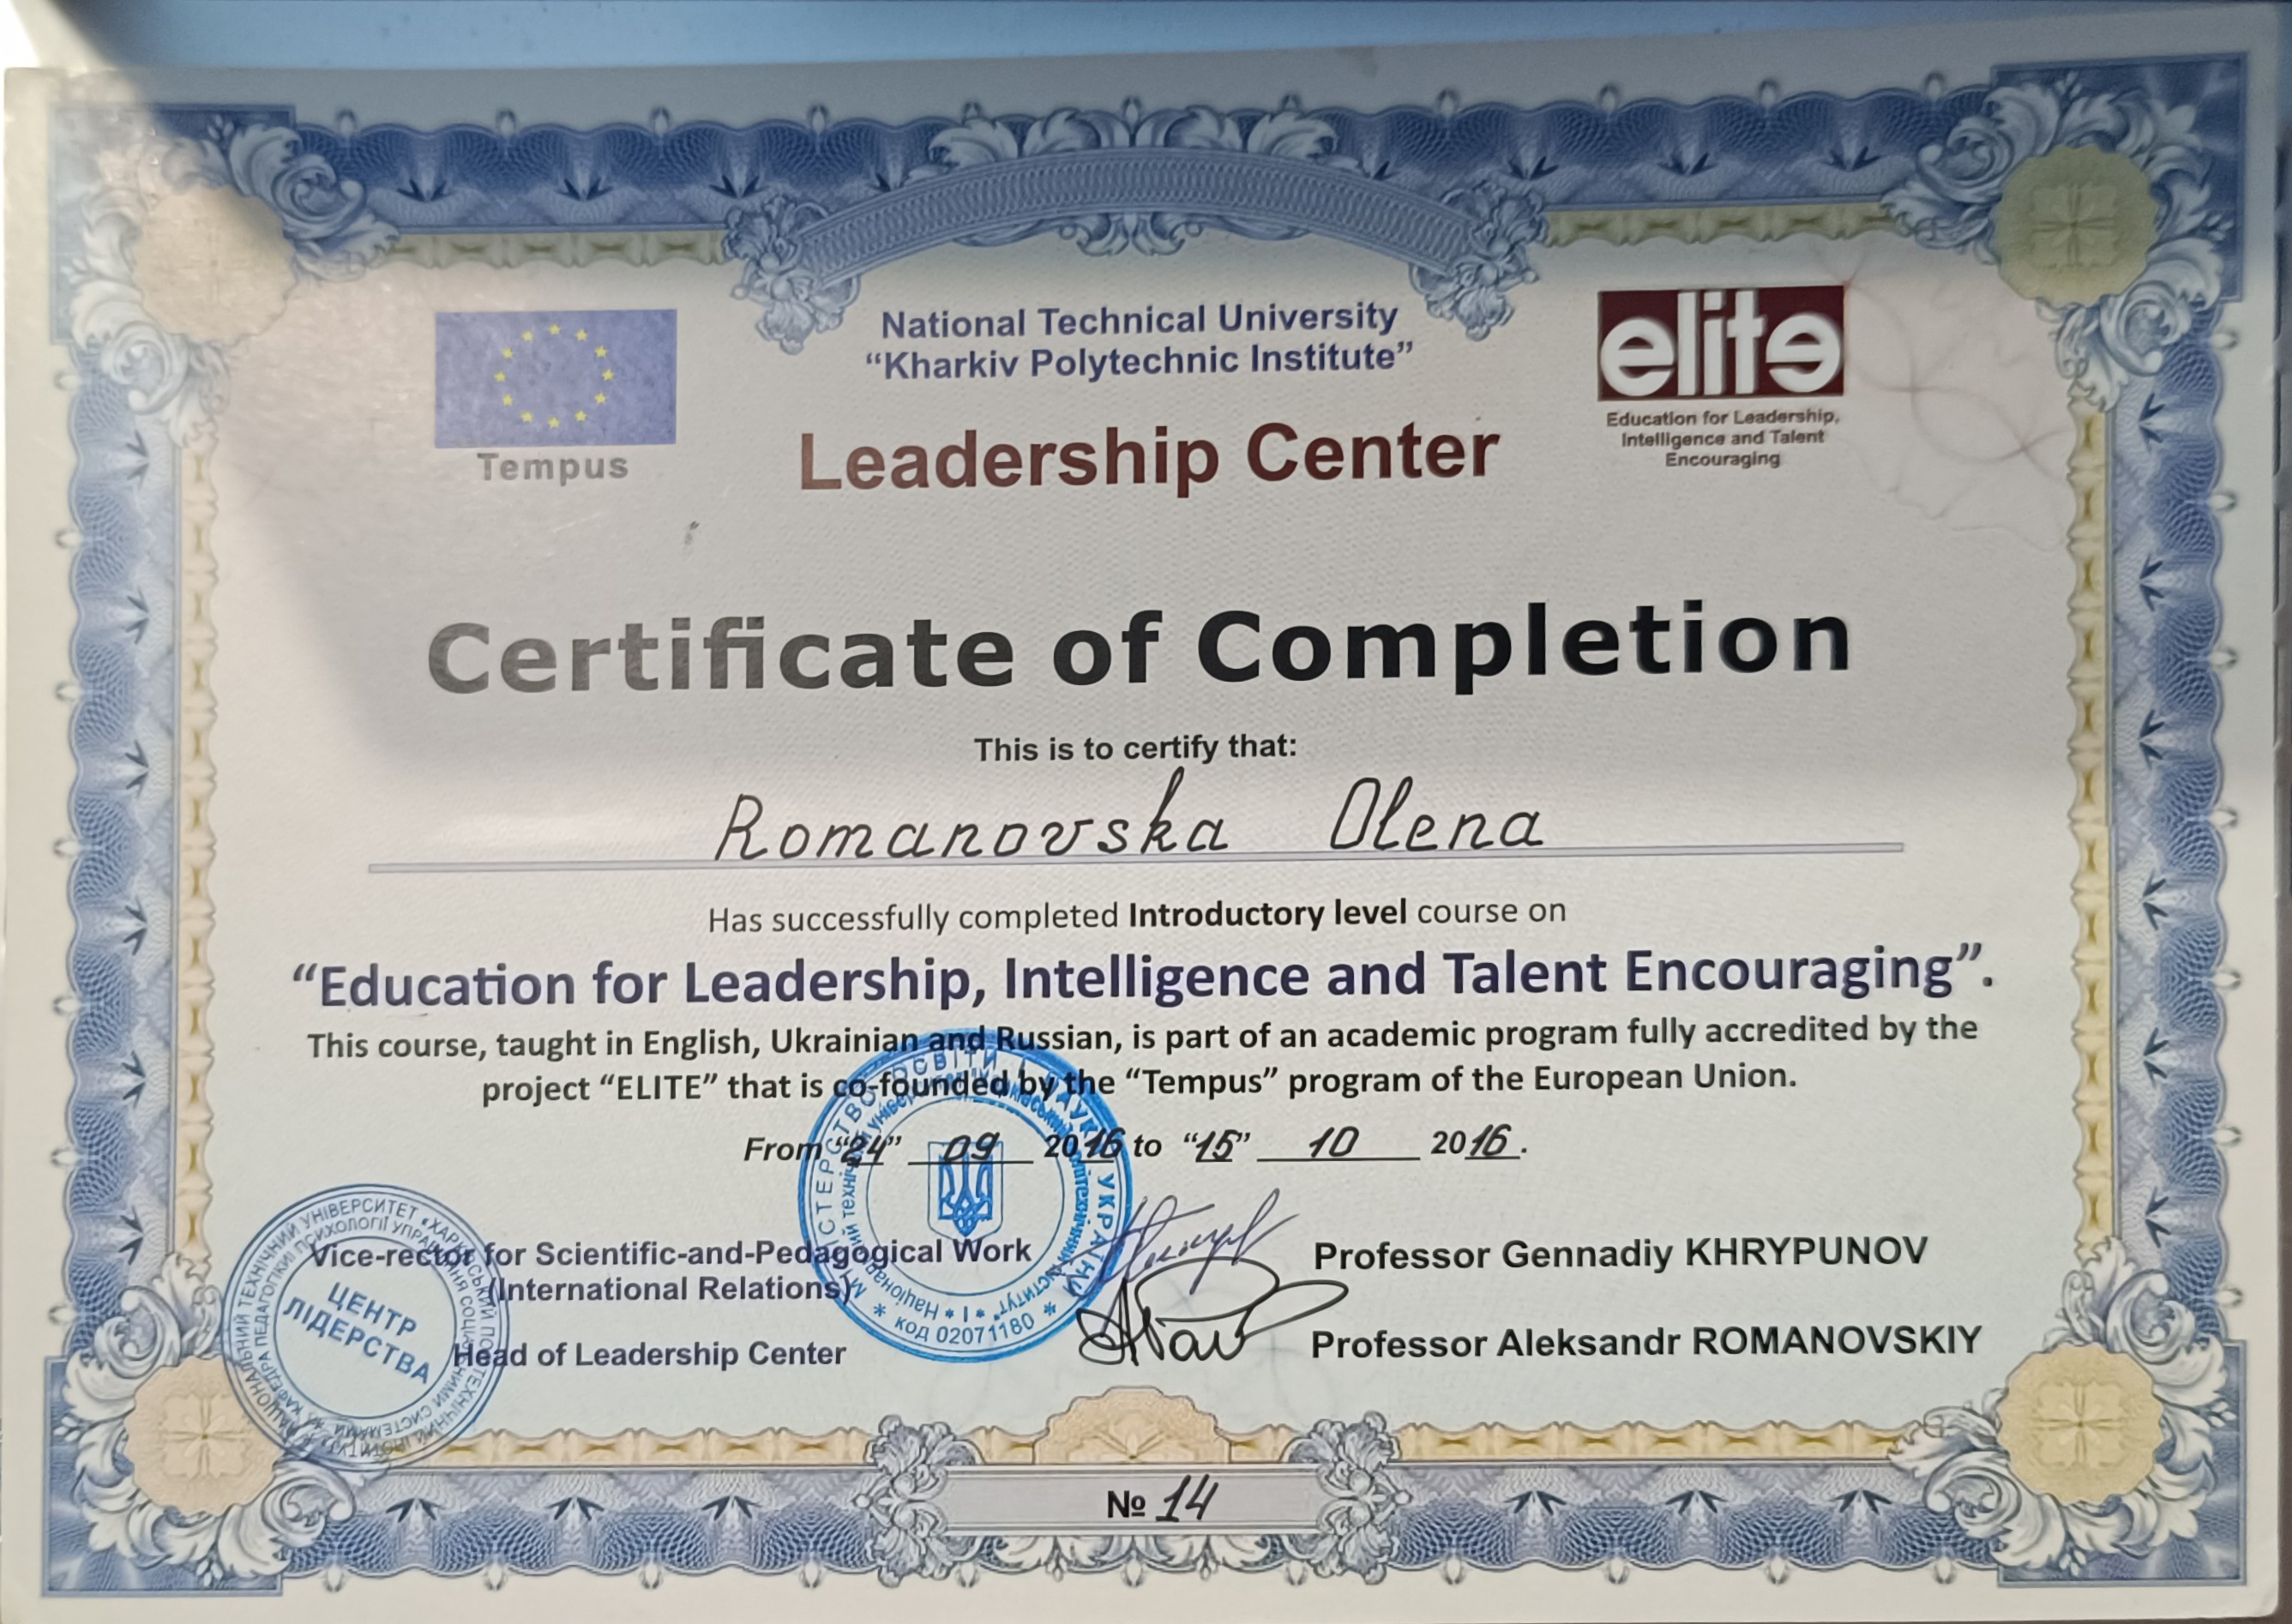 National Technical University
“Kharkiv Polytechnic Institute”
Leadership Center
Tempus
elite
Education for Leadership,
Intelligence and Talent
Encouraging
Certificate of Completion
This is to certify that:
Romanovska Olena
Has successfully completed Introductory level course on
“Education for Leadership, Intelligence and Talent Encouraging”.
This course, taught in English, Ukrainian and Russian, is part of an academic program fully accredited by the
project “ELITE” that is co-founded by the “Tempus” program of the European Union.
From “24” 09 2016 to “15” 10 2016.
Vice-rector for Scientific-and-Pedagogical Work
(International Relations)
Professor Gennadiy KHRYPUNOV
Head of Leadership Center
Professor Aleksandr ROMANOVSKIY
МІНІСТЕРСТВО ОСВІТИ І НАУКИ УКРАЇНИ
* код 02071180 *
ЦЕНТР
ЛІДЕРСТВА
№ 14